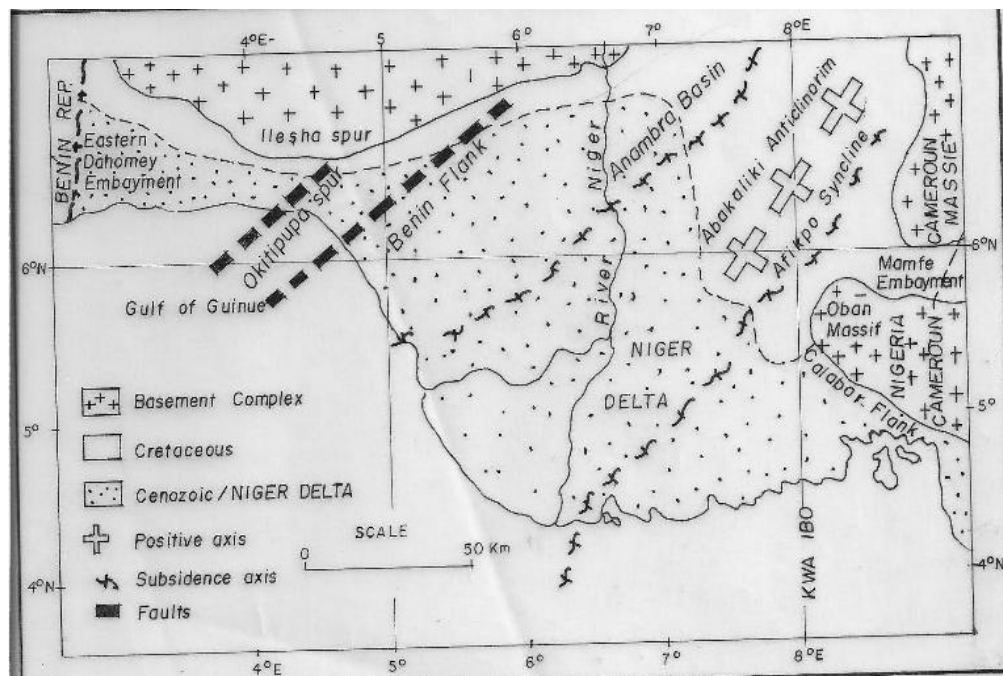 4°E-
5
6°
7°
8°E
BENIN REP.
Ilesha spur
Eastern
Dahomey
Embayment
Okitipupa spur
Benin Flank
Niger
River
Anambra Basin
Abakaliki Anticlinorim
Afikpo Syncline
CAMEROUN
MASSIET
6°N
6°N
Gulf of Guinue
Mamfe
Embayment
Oban
Massif
NIGERIA
CAMEROUN
Calabar Flank
NIGER
DELTA
Basement Complex
5°
5°
Cretaceous
Cenozoic/NIGER DELTA
Positive axis
Subsidence axis
Faults
SCALE
0
50 Km
KWA IBO
4°N
4°N
4°E
5°
6°
7°
8°E